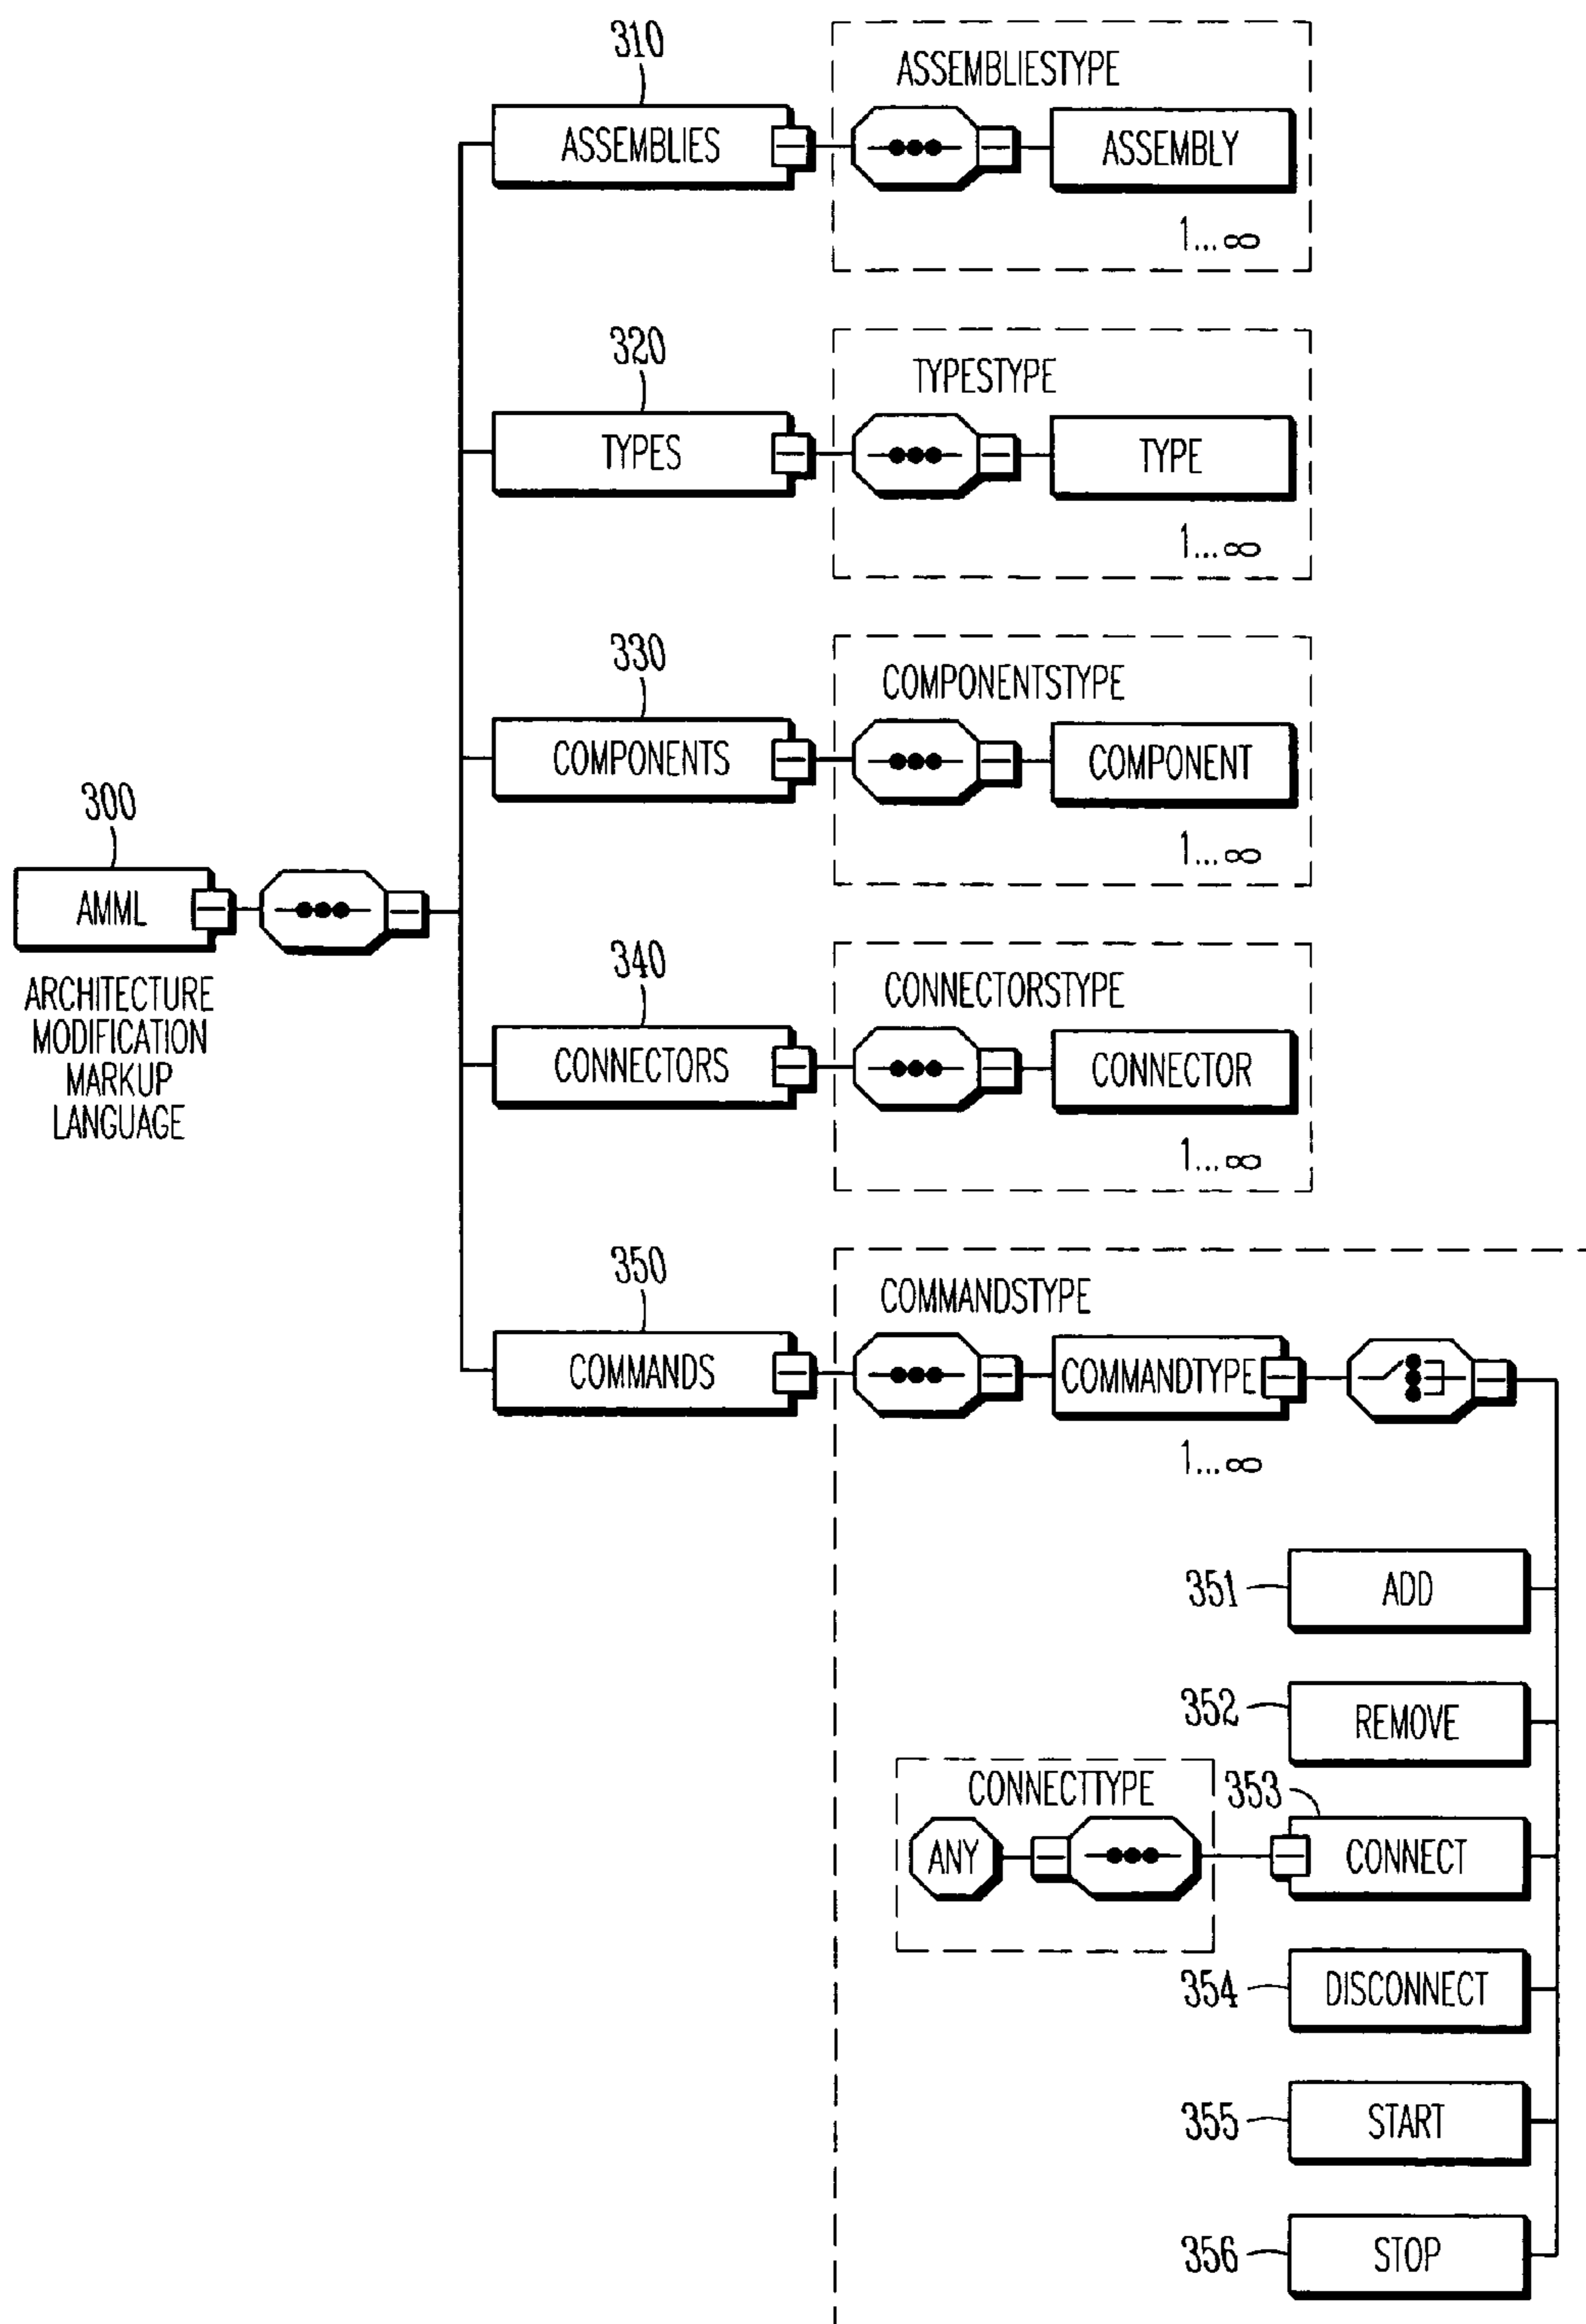 310
ASSEMBLIESTYPE
ASSEMBLIES
ASSEMBLY
1...∞
320
TYPESTYPE
TYPES
TYPE
1...∞
330
COMPONENTSTYPE
COMPONENTS
COMPONENT
1...∞
300
AMML
ARCHITECTURE
MODIFICATION
MARKUP
LANGUAGE
340
CONNECTORSTYPE
CONNECTORS
CONNECTOR
1...∞
350
COMMANDSTYPE
COMMANDS
COMMANDTYPE
1...∞
351
ADD
352
REMOVE
CONNECTTYPE
353
ANY
CONNECT
354
DISCONNECT
355
START
356
STOP